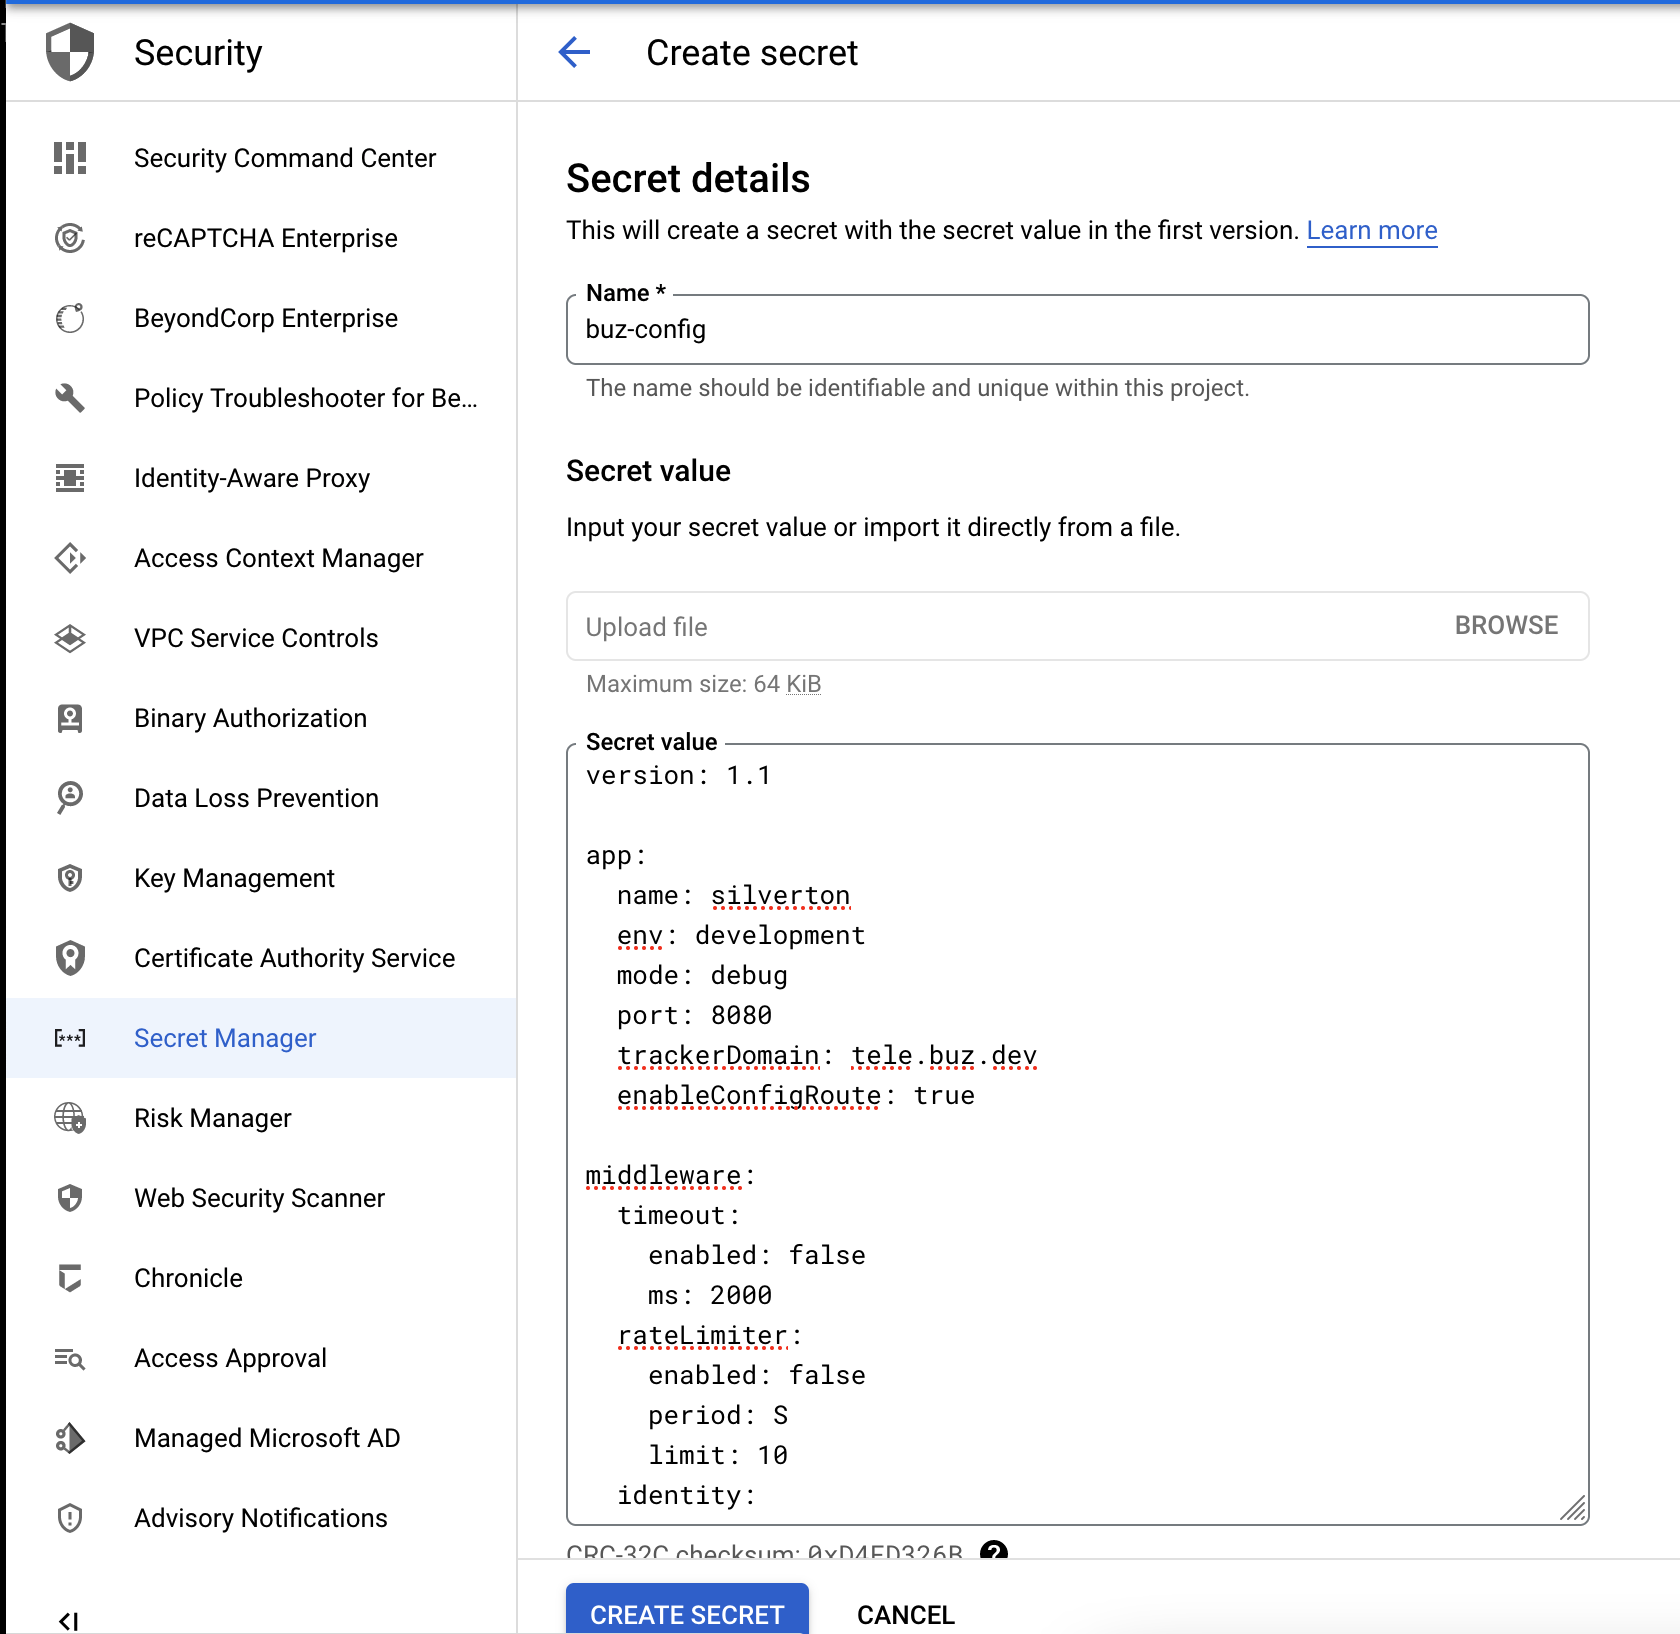 Security
Security Command Center
reCAPTCHA Enterprise
BeyondCorp Enterprise
Policy Troubleshooter for Be...
Identity-Aware Proxy
Access Context Manager
VPC Service Controls
Binary Authorization
Data Loss Prevention
Key Management
Certificate Authority Service
[***] Secret Manager
Risk Manager
Web Security Scanner
Chronicle
Access Approval
Managed Microsoft AD
Advisory Notifications
Create secret
Secret details
This will create a secret with the secret value in the first version. Learn more
Name *
buz-config
The name should be identifiable and unique within this project.
Secret value
Input your secret value or import it directly from a file.
Upload file BROWSE
Maximum size: 64 KiB
Secret value
version: 1.1
app:
  name: silverton
  env: development
  mode: debug
  port: 8080
  trackerDomain: tele.buz.dev
  enableConfigRoute: true
middleware:
  timeout:
    enabled: false
    ms: 2000
  rateLimiter:
    enabled: false
    period: S
    limit: 10
  identity:
CRC-32C checksum: 0xD4FD326B
CREATE SECRET CANCEL